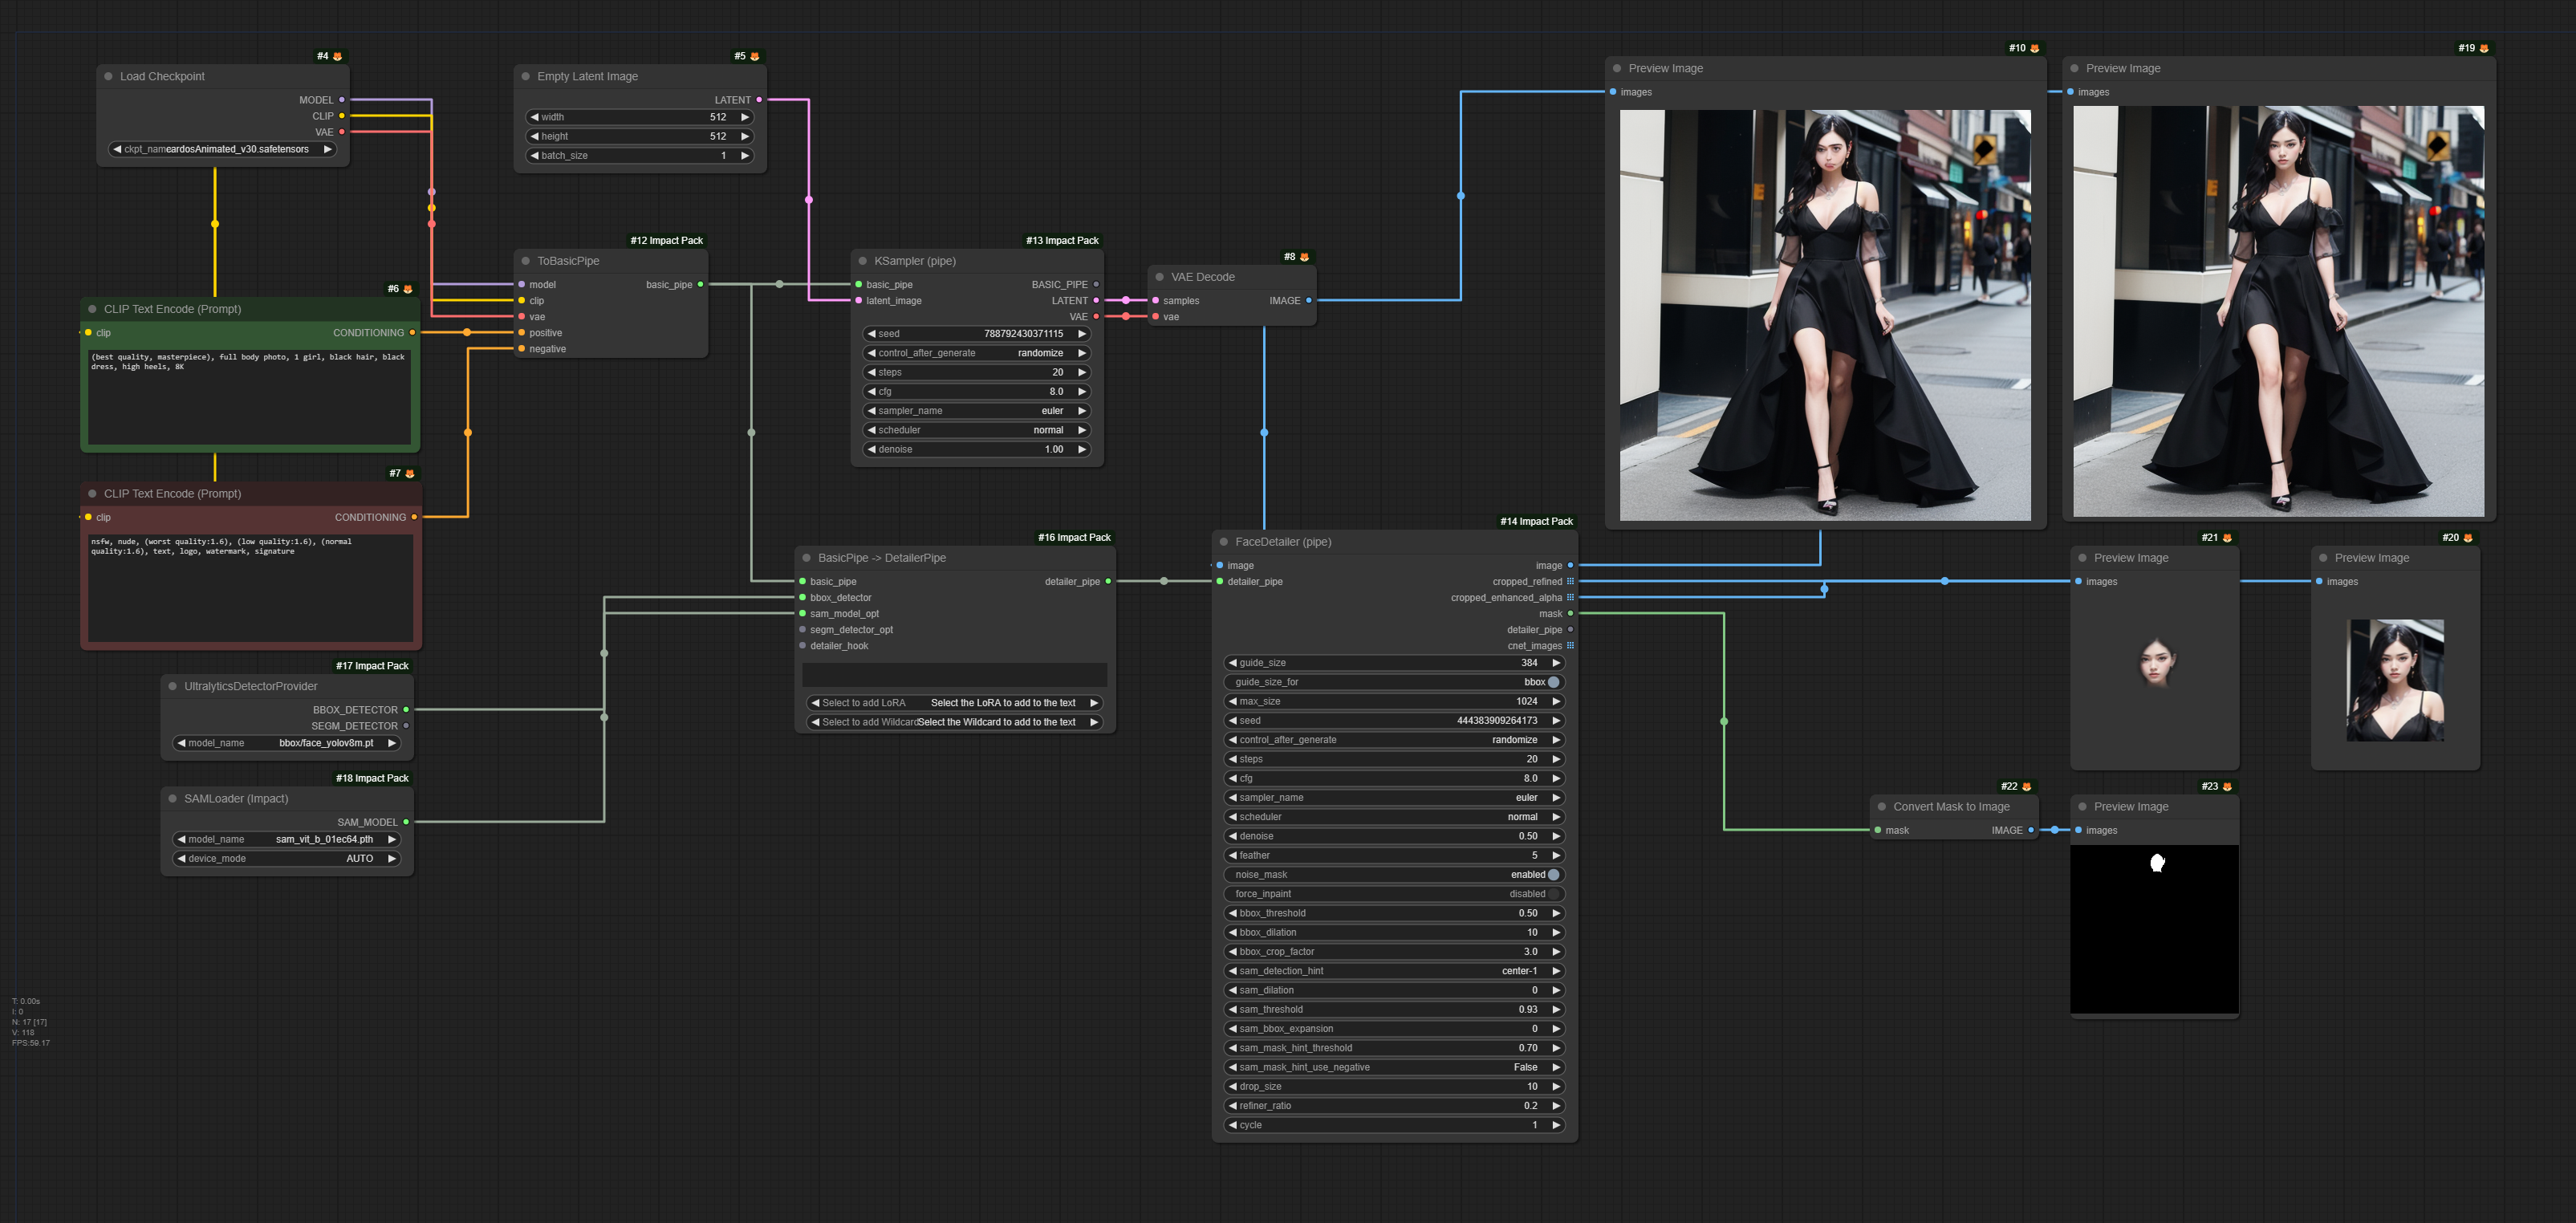 #4
Load Checkpoint
MODEL
CLIP
VAE
ckpt_nam cardosAnimated_v30.safetensors
#5
Empty Latent Image
LATENT
width 512
height 512
batch_size 1
#6
CLIP Text Encode (Prompt)
clip CONDITIONING
(best quality, masterpiece), full body photo, 1 girl, black hair, black
dress, high heels, 8K
#7
CLIP Text Encode (Prompt)
clip CONDITIONING
nsfw, nude, (worst quality:1.6), (low quality:1.6), (normal
quality:1.6), text, logo, watermark, signature
#17 Impact Pack
UltralyticsDetectorProvider
BBOX_DETECTOR
SEGM_DETECTOR
model_name bbox/face_yolov8m.pt
#18 Impact Pack
SAMLoader (Impact)
SAM_MODEL
model_name sam_vit_b_01ec64.pth
device_mode AUTO
#12 Impact Pack
ToBasicPipe
model basic_pipe
clip
vae
positive
negative
#13 Impact Pack
KSampler (pipe)
basic_pipe BASIC_PIPE
latent_image LATENT
VAE
seed 788792430371115
control_after_generate randomize
steps 20
cfg 8.0
sampler_name euler
scheduler normal
denoise 1.00
#8
VAE Decode
samples IMAGE
vae
#16 Impact Pack
BasicPipe -> DetailerPipe
basic_pipe detailer_pipe
bbox_detector
sam_model_opt
segm_detector_opt
detailer_hook
Select to add LoRA Select the LoRA to add to the text
Select to add Wildcard Select the Wildcard to add to the text
#14 Impact Pack
FaceDetailer (pipe)
image image
detailer_pipe cropped_refined
cropped_enhanced_alpha
mask
detailer_pipe
cnet_images
guide_size 384
guide_size_for bbox
max_size 1024
seed 444383909264173
control_after_generate randomize
steps 20
cfg 8.0
sampler_name euler
scheduler normal
denoise 0.50
feather 5
noise_mask enabled
force_inpaint disabled
bbox_threshold 0.50
bbox_dilation 10
bbox_crop_factor 3.0
sam_detection_hint center-1
sam_dilation 0
sam_threshold 0.93
sam_bbox_expansion 0
sam_mask_hint_threshold 0.70
sam_mask_hint_use_negative False
drop_size 10
refiner_ratio 0.2
cycle 1
#10
Preview Image
images
#19
Preview Image
images
#21
Preview Image
images
#20
Preview Image
images
#22
Convert Mask to Image
mask IMAGE
#23
Preview Image
images
T: 0.00s
I: 0
N: 17 [17]
V: 118
FPS:59.17